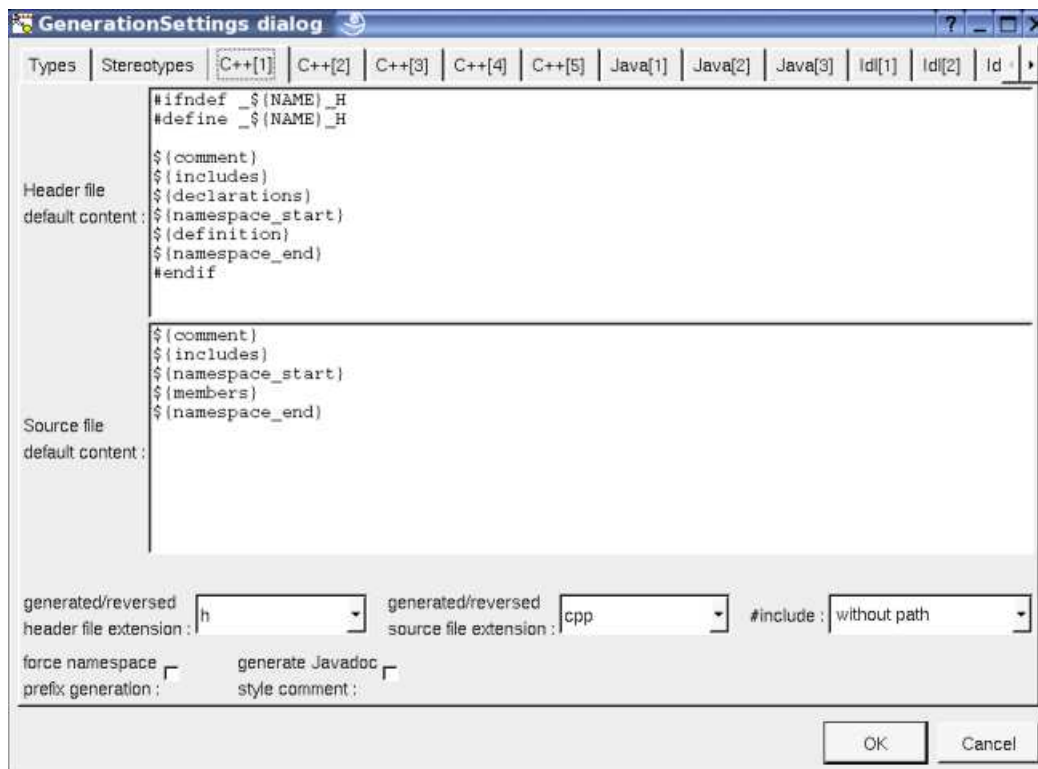 GenerationSettings dialog
Types Stereotypes C++[1] C++[2] C++[3] C++[4] C++[5] Java[1] Java[2] Java[3] Idl[1] Idl[2] Id
#ifndef _${NAME}_H
#define _${NAME}_H
${comment}
${includes}
${declarations}
${namespace_start}
${definition}
${namespace_end}
#endif
Header file
default content :
${comment}
${includes}
${namespace_start}
${members}
${namespace_end}
Source file
default content :
generated/reversed
header file extension : h
generated/reversed
source file extension : cpp
#include : without path
force namespace
prefix generation :
generate Javadoc
style comment :
OK Cancel